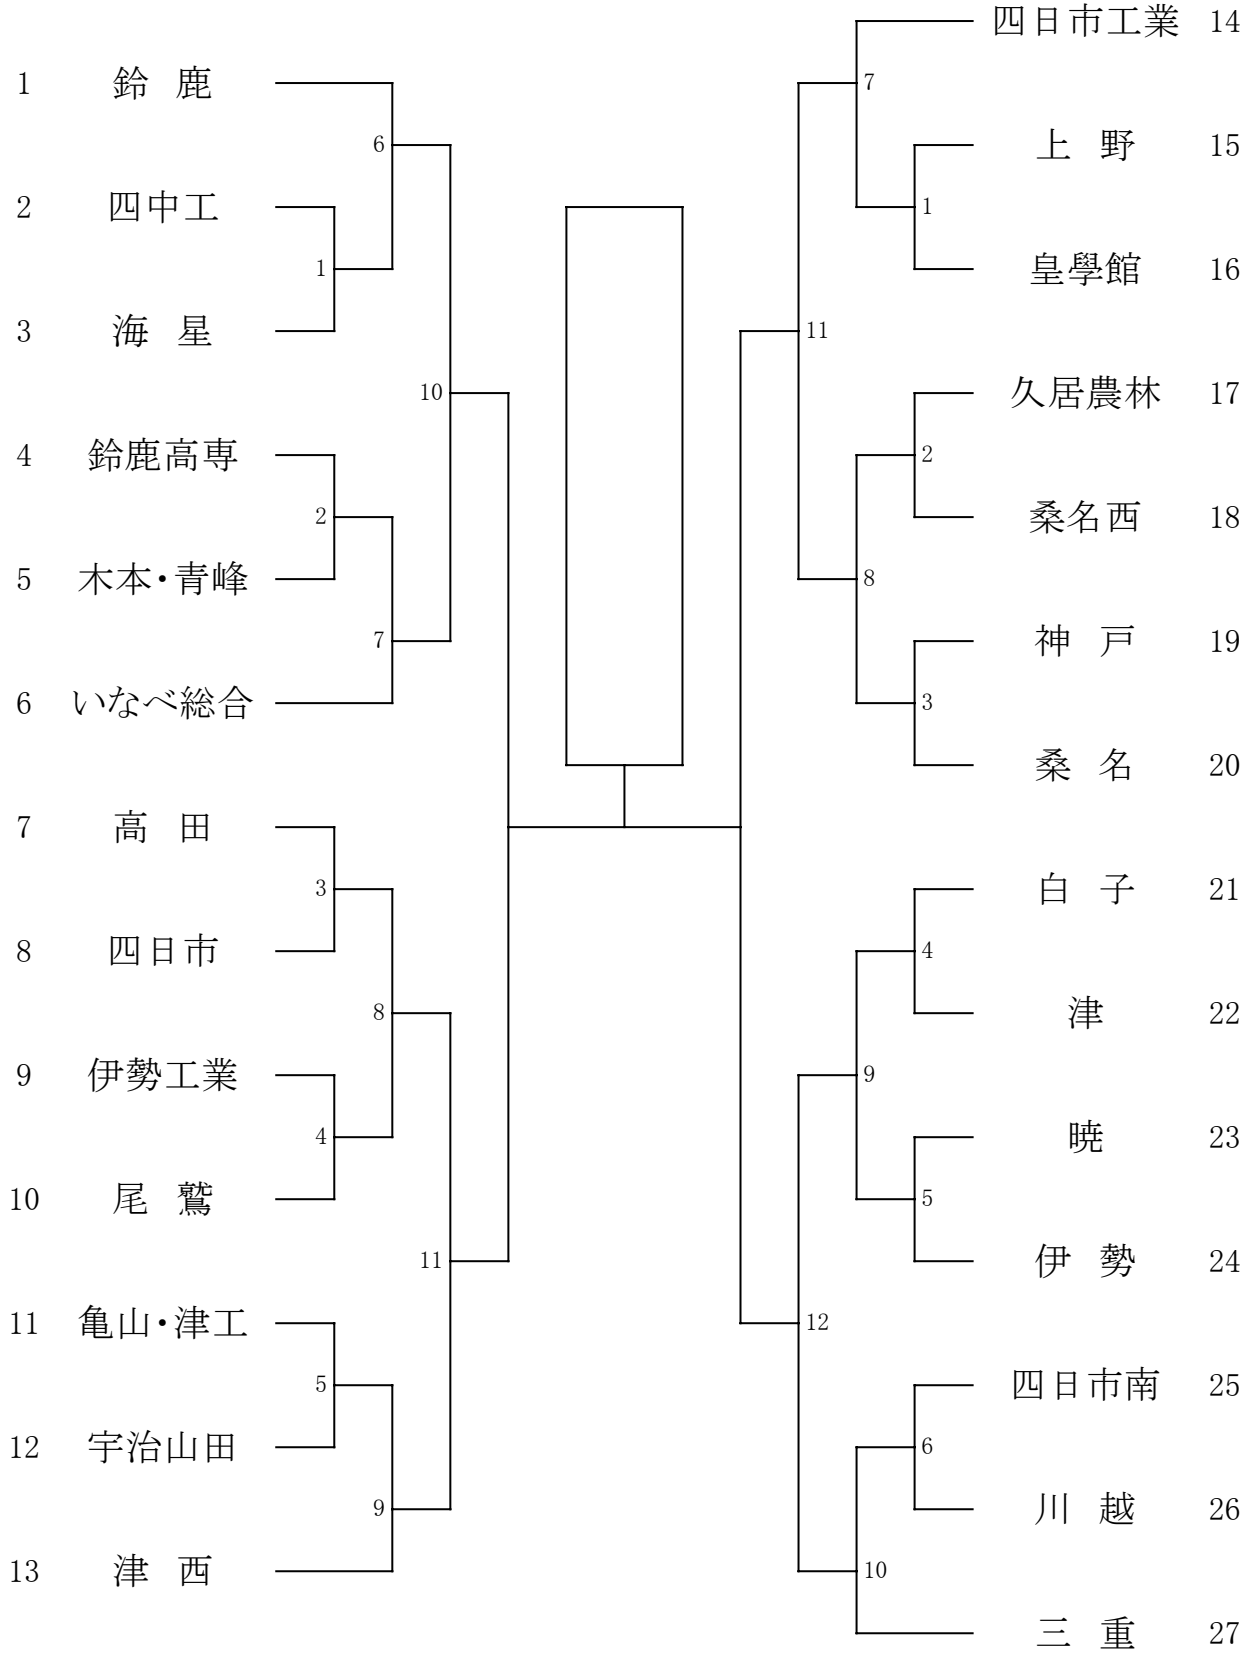 1 鈴 鹿
2 四中工
3 海 星
4 鈴鹿高専
5 木本・青峰
6 いなべ総合
7 高 田
8 四日市
9 伊勢工業
10 尾 鷲
11 亀山・津工
12 宇治山田
13 津 西
6
1
10
2
7
3
8
4
11
5
9
7
1
11
2
8
3
4
9
5
12
6
10
四日市工業 14
上 野 15
皇學館 16
久居農林 17
桑名西 18
神 戸 19
桑 名 20
白 子 21
津 22
暁 23
伊 勢 24
四日市南 25
川 越 26
三 重 27